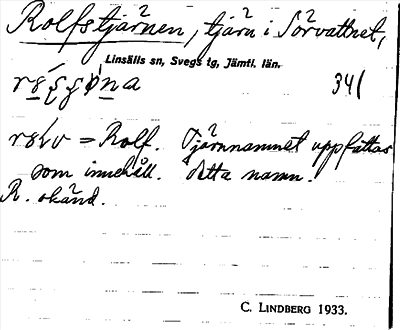 Rolfstjärnen, tjärn i Sörvattnet,
Linsälls sn, Svegs tg, Jämtl. län.
341
= Rolf. Tjärnnamnet uppfattas
som innehåll. detta namn.
R. okänd.
C. LINDBERG 1933.